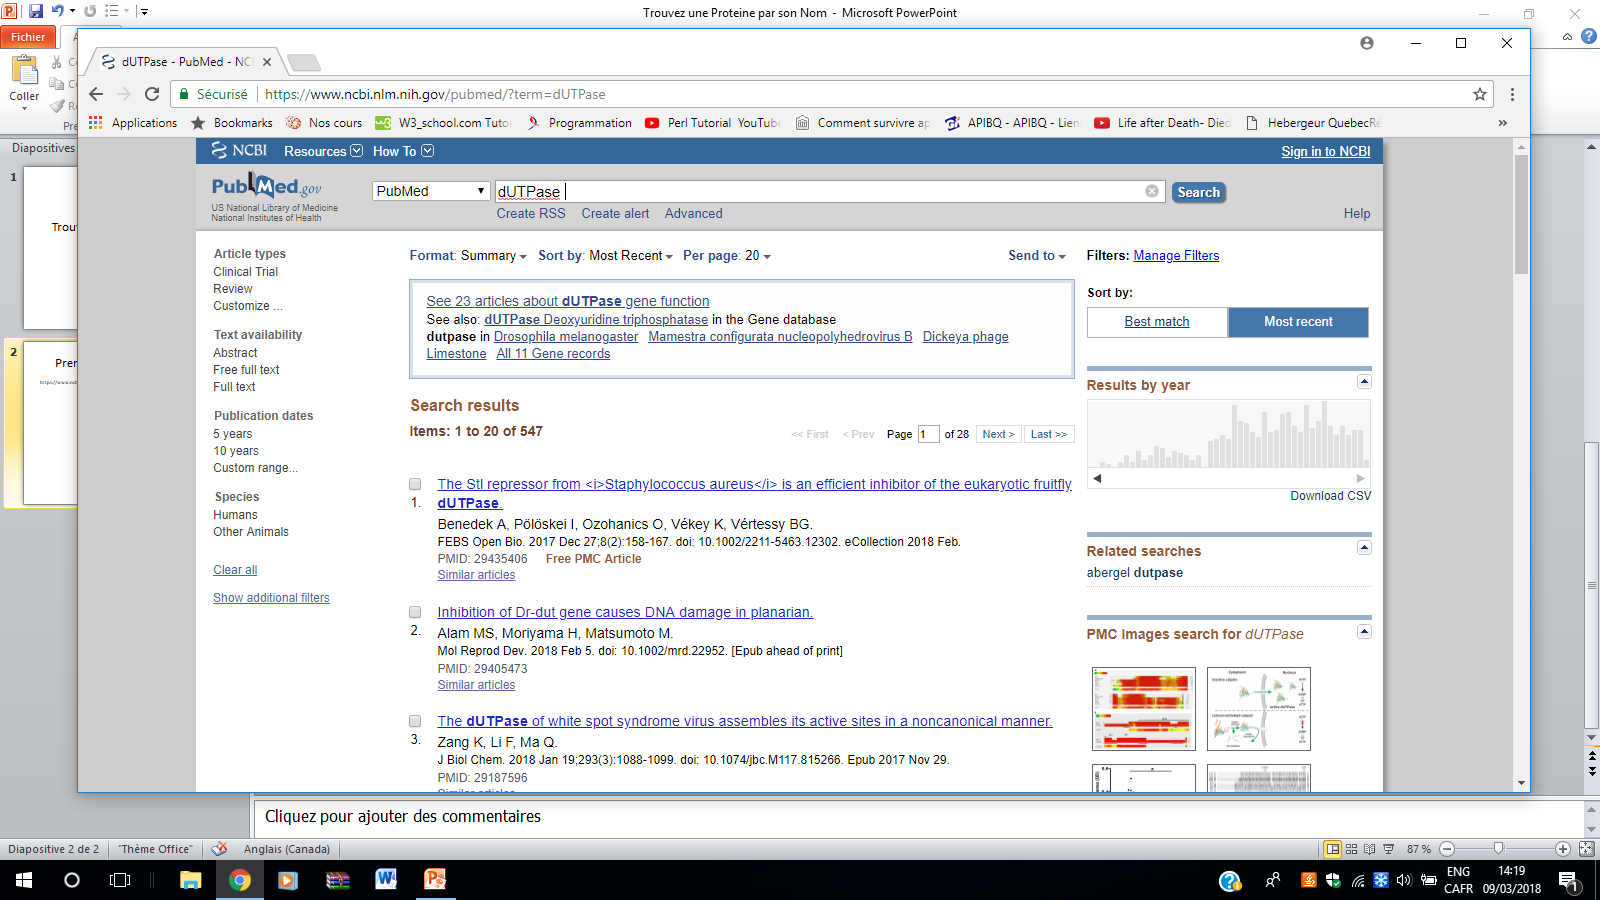 Trouvez une Proteine par son Nom - Microsoft PowerPoint
Fichier
Coller
Diapositives
1
2
dUTPase - PubMed - NC
Sécurisé
https://www.ncbi.nlm.nih.gov/pubmed/?term=dUTPase
Applications
Bookmarks
Nos cours
W3_school.com Tuto
Programmation
Perl Tutorial YouTub
Comment survivre ap
APIBQ - APIBQ - Lien
Life after Death- Died
Hebergeur QuebecRe
»
NCBI
Resources
How To
Sign in to NCBI
PubMed.gov
US National Library of Medicine
National Institutes of Health
PubMed
dUTPase
Search
Create RSS
Create alert
Advanced
Help
Article types
Clinical Trial
Review
Customize ...
Text availability
Abstract
Free full text
Full text
Publication dates
5 years
10 years
Custom range...
Species
Humans
Other Animals
Clear all
Show additional filters
Format: Summary
Sort by: Most Recent
Per page: 20
Send to
See 23 articles about dUTPase gene function
See also: dUTPase Deoxyuridine triphosphatase in the Gene database
dutpase in Drosophila melanogaster Mamestra configurata nucleopolyhedrovirus B Dickeya phage
Limestone All 11 Gene records
Search results
Items: 1 to 20 of 547
<< First
< Prev
Page 1 of 28
Next >
Last >>
The Stl repressor from <i>Staphylococcus aureus</i> is an efficient inhibitor of the eukaryotic fruitfly
1. dUTPase.
Benedek A, Pölöskei I, Ozohanics O, Vékey K, Vértessy BG.
FEBS Open Bio. 2017 Dec 27;8(2):158-167. doi: 10.1002/2211-5463.12302. eCollection 2018 Feb.
PMID: 29435406 Free PMC Article
Similar articles
Inhibition of Dr-dut gene causes DNA damage in planarian.
2. Alam MS, Moriyama H, Matsumoto M.
Mol Reprod Dev. 2018 Feb 5. doi: 10.1002/mrd.22952. [Epub ahead of print]
PMID: 29405473
Similar articles
The dUTPase of white spot syndrome virus assembles its active sites in a noncanonical manner.
3. Zang K, Li F, Ma Q.
J Biol Chem. 2018 Jan 19;293(3):1088-1099. doi: 10.1074/jbc.M117.815266. Epub 2017 Nov 29.
PMID: 29187596
Similar articles
Filters: Manage Filters
Sort by:
Best match
Most recent
Results by year
Download CSV
Related searches
abergel dutpase
PMC Images search for dUTPase
Cliquez pour ajouter des commentaires
Diapositive 2 de 2
"Thème Office"
Anglais (Canada)
87 %
ENG
CAFR
14:19
09/03/2018
1